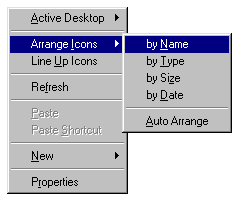 Active Desktop
Arrange Icons
Line Up Icons
Refresh
Paste
Paste Shortcut
New
Properties
by Name
by Type
by Size
by Date
Auto Arrange